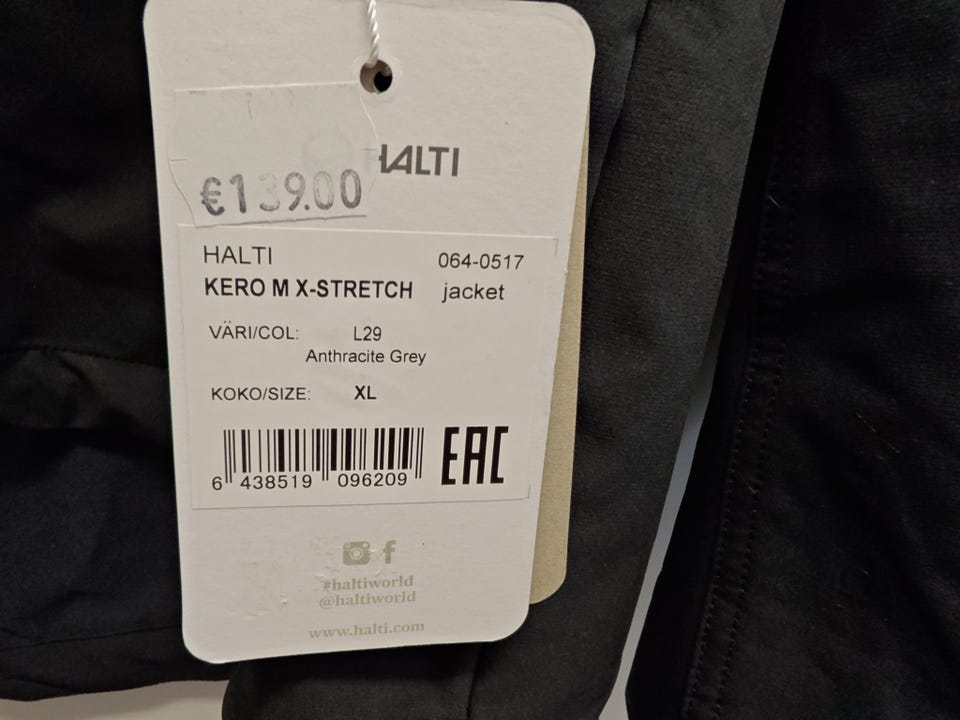 HALTI
€139.00
HALTI 064-0517
KERO M X-STRETCH jacket
VÄRI/COL: L29
Anthracite Grey
KOKO/SIZE: XL
6 438519 096209
EAC
#haltiworld
@haltiworld
www.halti.com